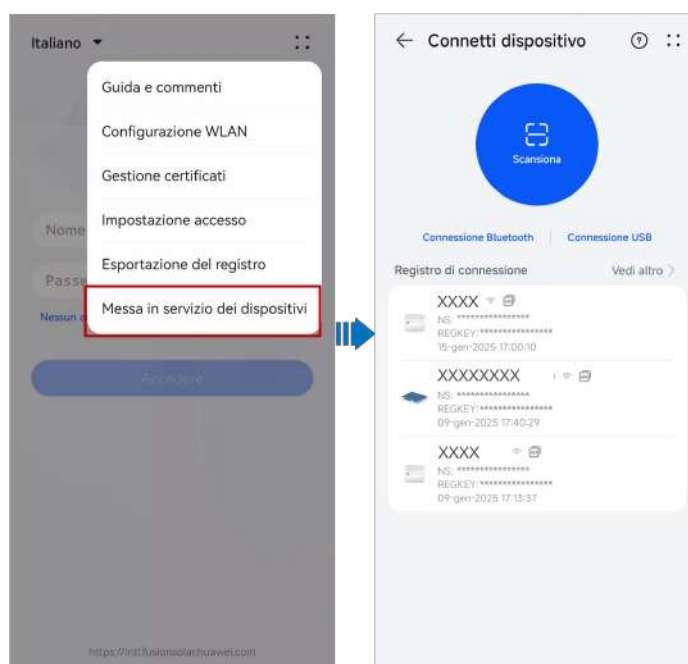 Italiano
Guida e commenti
Configurazione WLAN
Gestione certificati
Impostazione accesso
Esportazione del registro
Messa in servizio dei dispositivi
Nome
Passw
Nessun a
Accedere
https://intl.fusionsolar.huawei.com
Connetti dispositivo
Scansiona
Connessione Bluetooth
Connessione USB
Registro di connessione
Vedi altro
XXXX
NS: ****************
REGKEY:****************
15-gen-2025 17:00:10
XXXXXXXX
NS: ****************
REGKEY:****************
09-gen-2025 17:40:29
XXXX
NS: ****************
REGKEY:****************
09-gen-2025 17:13:37